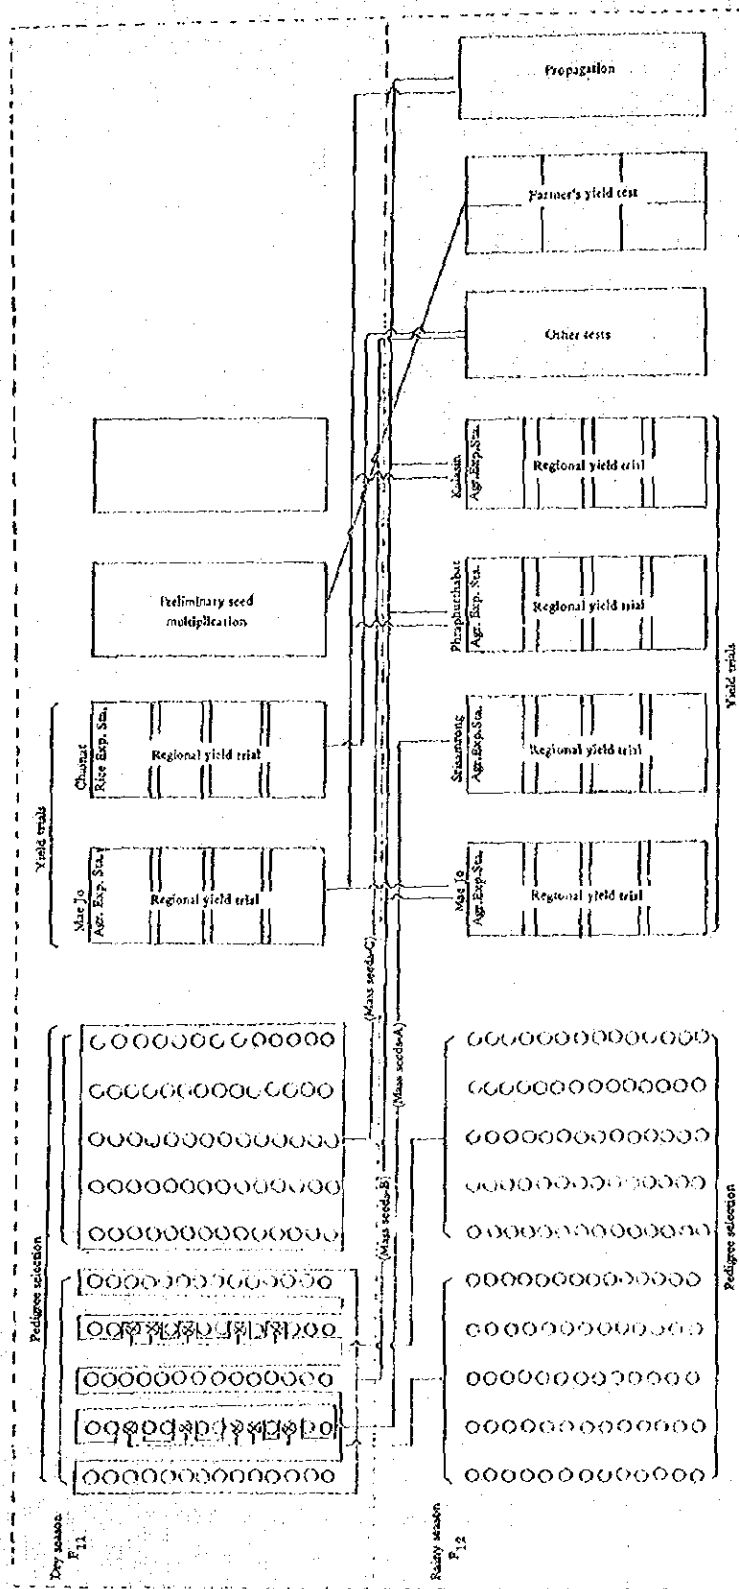 Propagation
Farmer's yield test
Other tests
Kalasin
Agr.Exp.Sta.
Regional yield trial
Preliminary seed
multiplication
Phraphutthabat
Agr. Exp. Sta.
Regional yield trial
Yield trials
Chainat
Rice Exp. Sta.
Regional yield trial
Srisamrong
Agr.Exp.Sta.
Regional yield trial
Yield trials
Mae Jo
Agr.Exp.Sta.
Regional yield trial
Mae Jo
Agr.Exp.Sta.
Regional yield trial
(Mass seeds-C)
(Mass seeds-A)
(Mass seeds-B)
Pedigree selection
Pedigree selection
Dry season
F11
Rainy season
F12